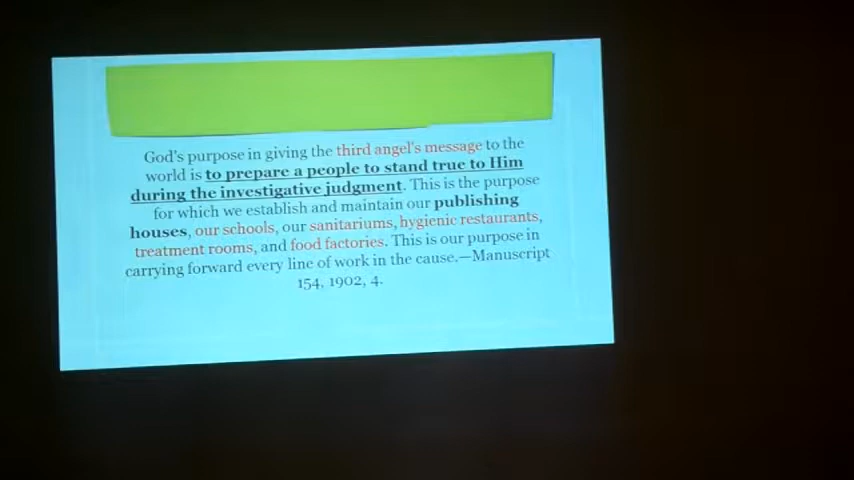 God's purpose in giving the third angel's message to the
world is to prepare a people to stand true to Him
during the investigative judgment. This is the purpose
for which we establish and maintain our publishing
houses, our schools, our sanitariums, hygienic restaurants,
treatment rooms, and food factories. This is our purpose in
carrying forward every line of work in the cause.—Manuscript
154, 1902, 4.